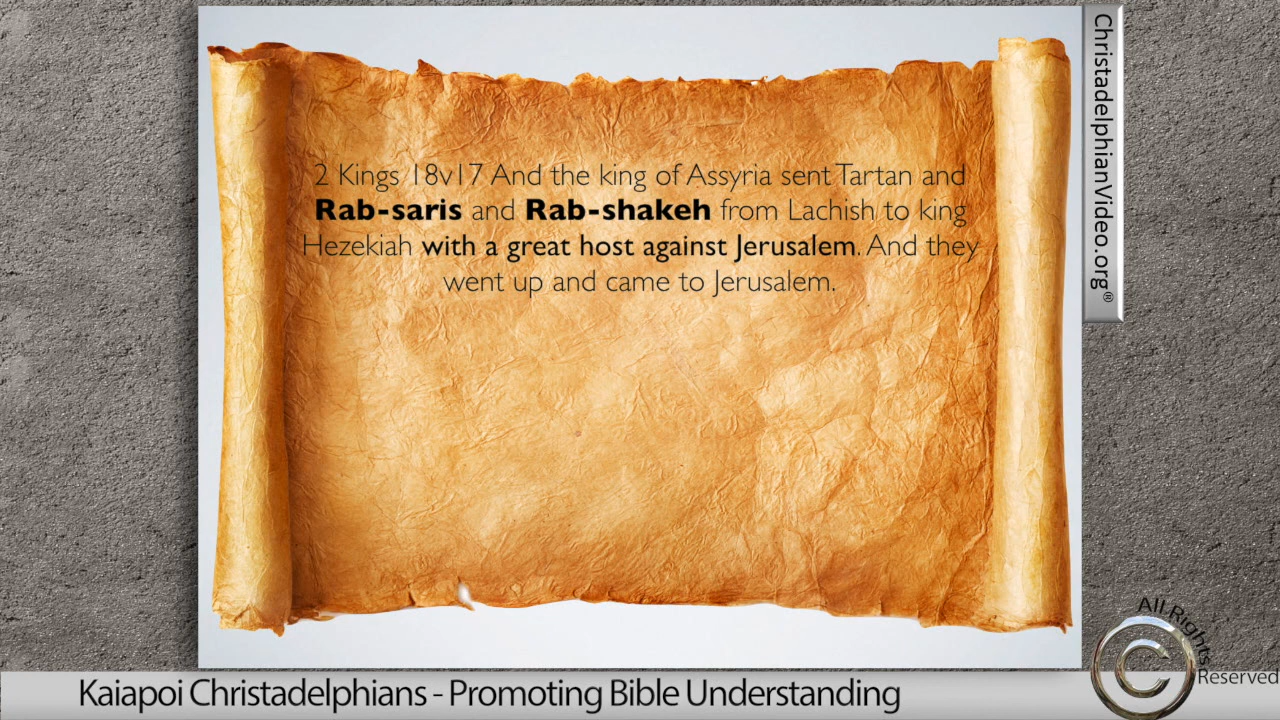 2 Kings 18v17 And the king of Assyria sent Tartan and
Rab-saris and Rab-shakeh from Lachish to king
Hezekiah with a great host against Jerusalem. And they
went up and came to Jerusalem.
ChristadelphianVideo.org®
All Rights
Reserved
C
Kaiapoi Christadelphians - Promoting Bible Understanding